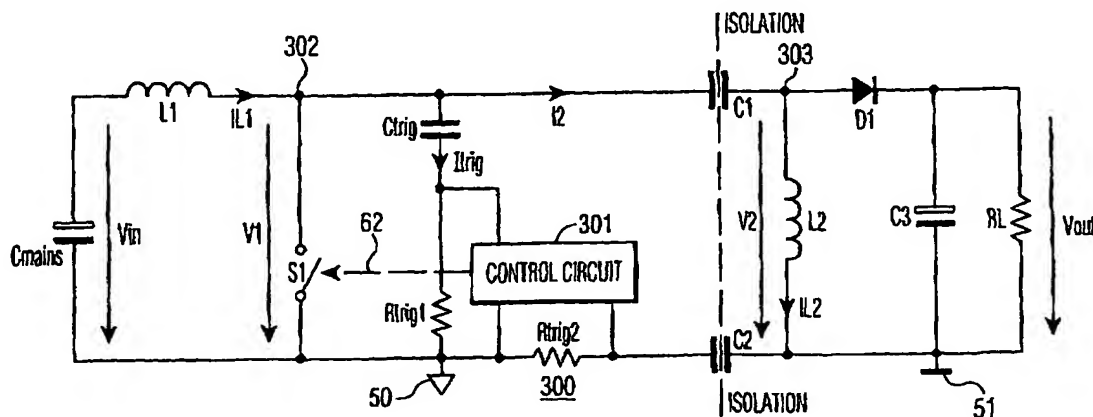 ISOLATION
302
303
L1
IL1
I2
C1
D1
Ctrig
Itrig
Cmains
Vin
V1
S1
62
301
CONTROL CIRCUIT
V2
L2
C3
RL
Vout
Rtrig1
Rtrig2
IL2
C2
50
300
51
ISOLATION